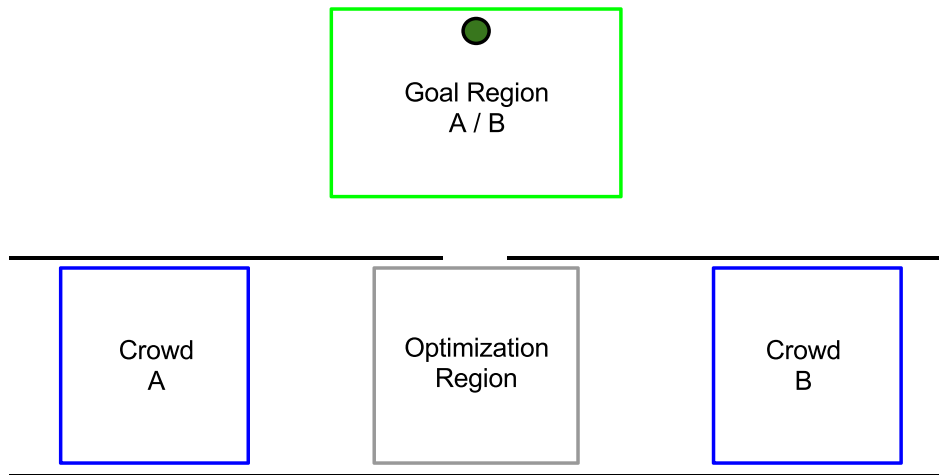 Goal Region
A / B
Crowd
A
Optimization
Region
Crowd
B